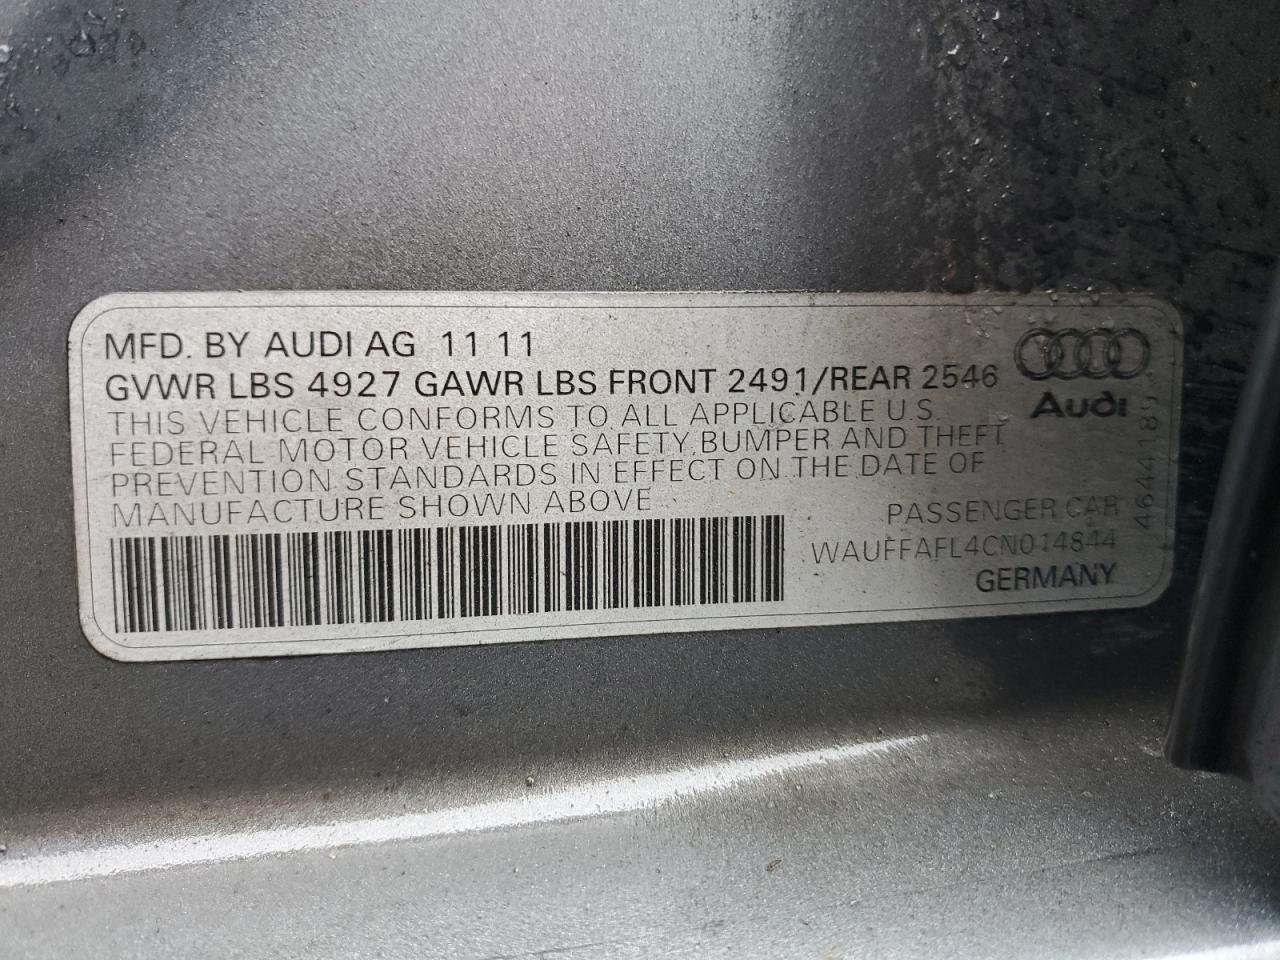 MFD. BY AUDI AG 11 11
GVWR LBS 4927 GAWR LBS FRONT 2491/REAR 2546
THIS VEHICLE CONFORMS TO ALL APPLICABLE U.S.
FEDERAL MOTOR VEHICLE SAFETY, BUMPER AND THEFT
PREVENTION STANDARDS IN EFFECT ON THE DATE OF
MANUFACTURE SHOWN ABOVE
PASSENGER CAR
WAUFFAFL4CN014844
GERMANY
Audi
4644189